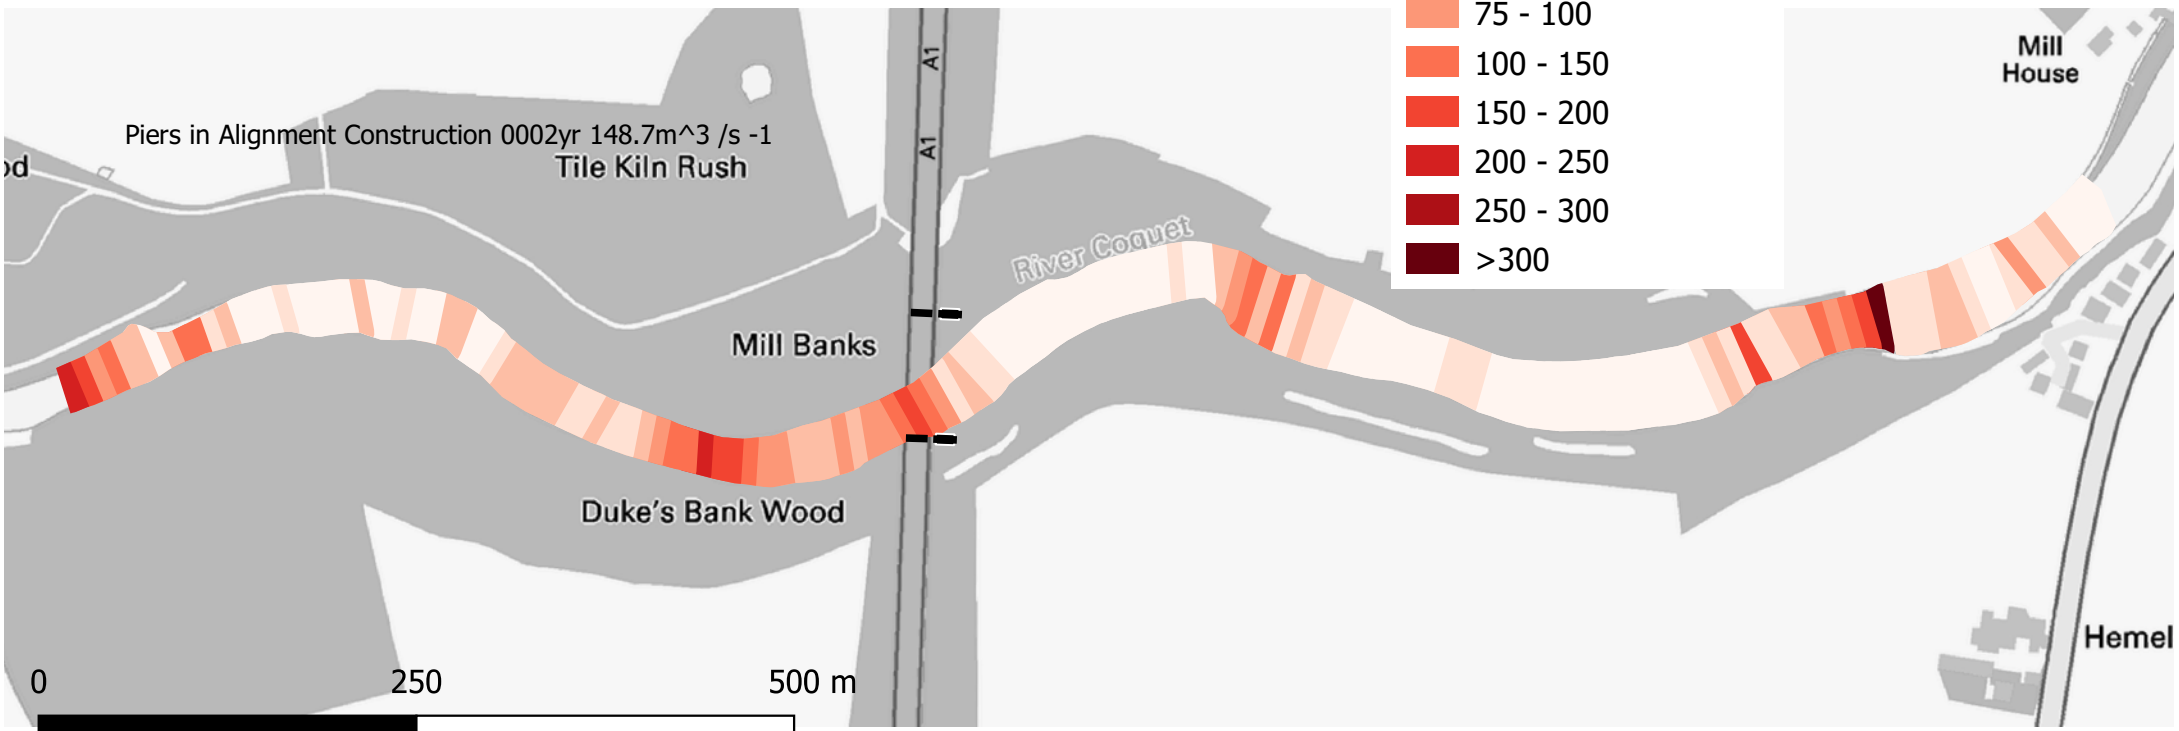 75 - 100
100 - 150
150 - 200
200 - 250
250 - 300
>300
Mill
House
A1
A1
Piers in Alignment Construction 0002yr 148.7m^3 /s -1
od
Tile Kiln Rush
River Coquet
Mill Banks
Duke's Bank Wood
Hemel
0 250 500 m